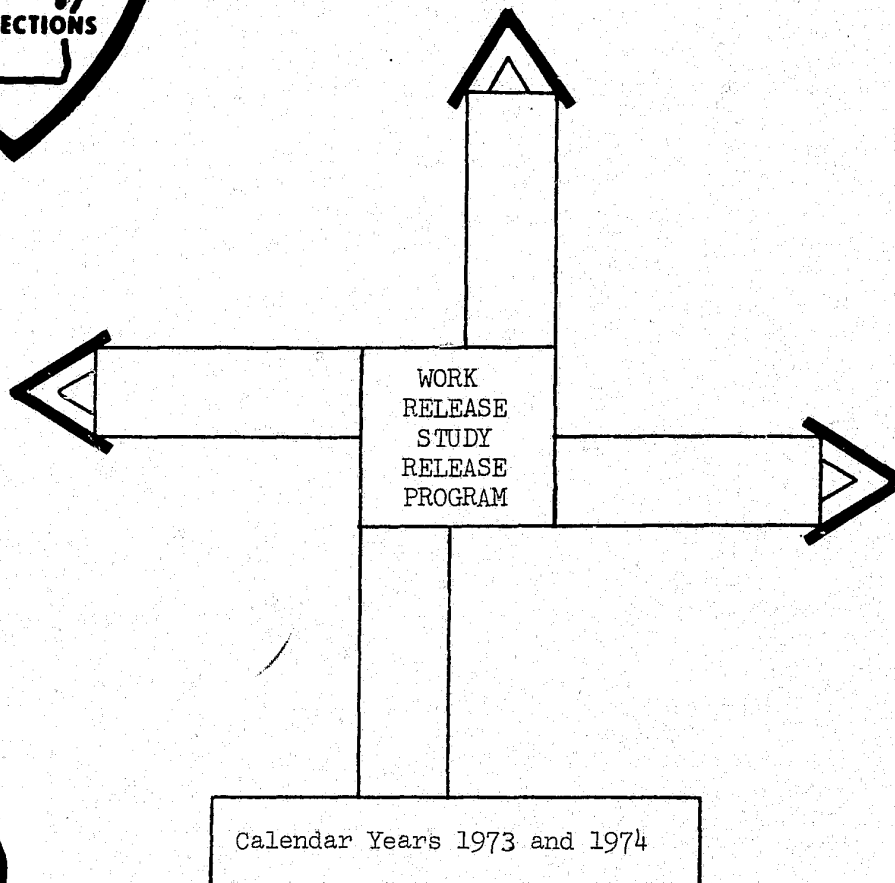 ECTIONS
WORK
RELEASE
STUDY
RELEASE
PROGRAM
Calendar Years 1973 and 1974